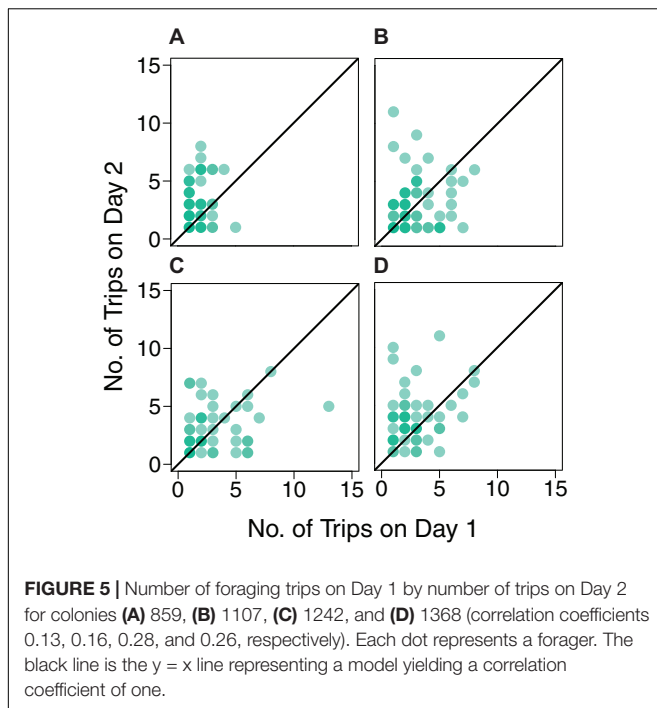 A
B
15
10
5
0
C
D
15
10
5
0
0
5
10
15
0
5
10
15
No. of Trips on Day 2
No. of Trips on Day 1
FIGURE 5 | Number of foraging trips on Day 1 by number of trips on Day 2
for colonies (A) 859, (B) 1107, (C) 1242, and (D) 1368 (correlation coefficients
0.13, 0.16, 0.28, and 0.26, respectively). Each dot represents a forager. The
black line is the y = x line representing a model yielding a correlation
coefficient of one.